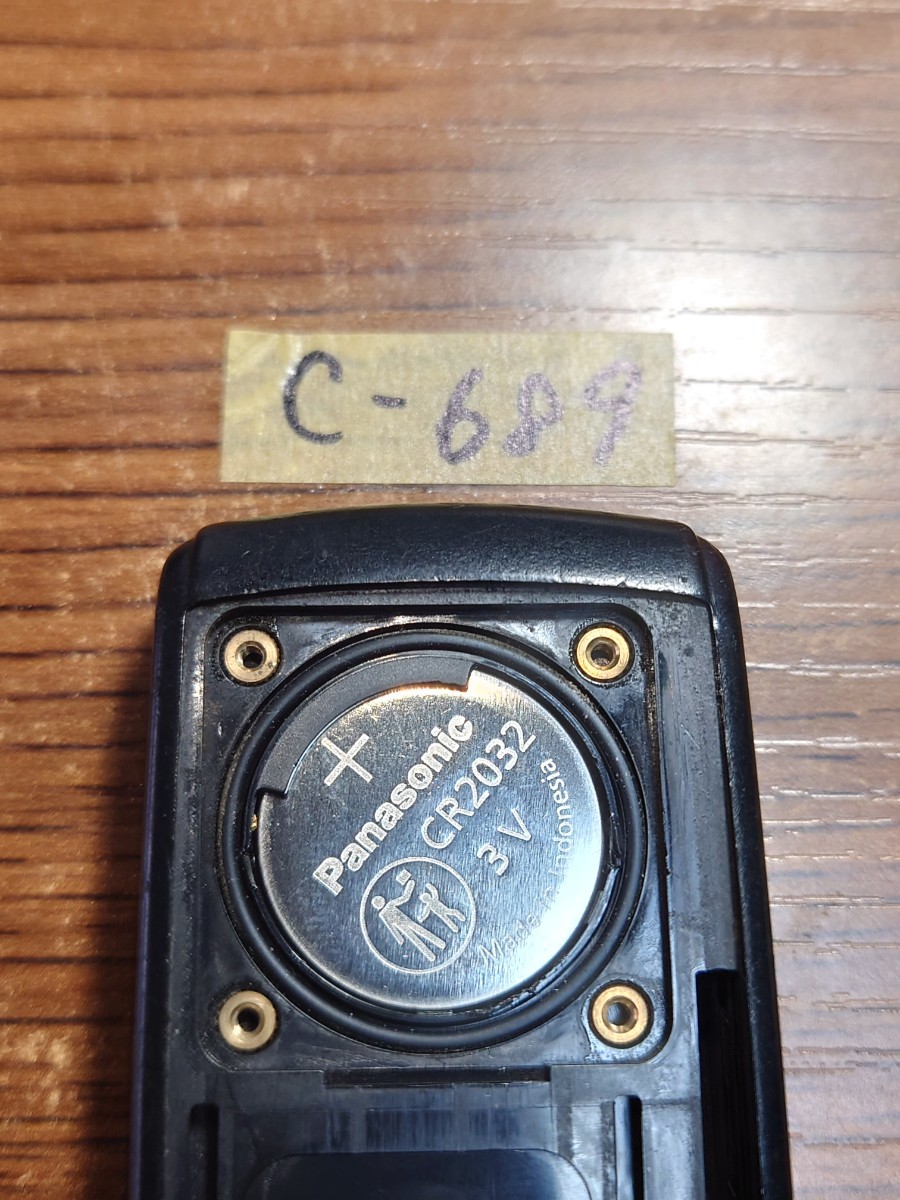 C-689
+
Panasonic
CR2032
3V
Made in Indonesia